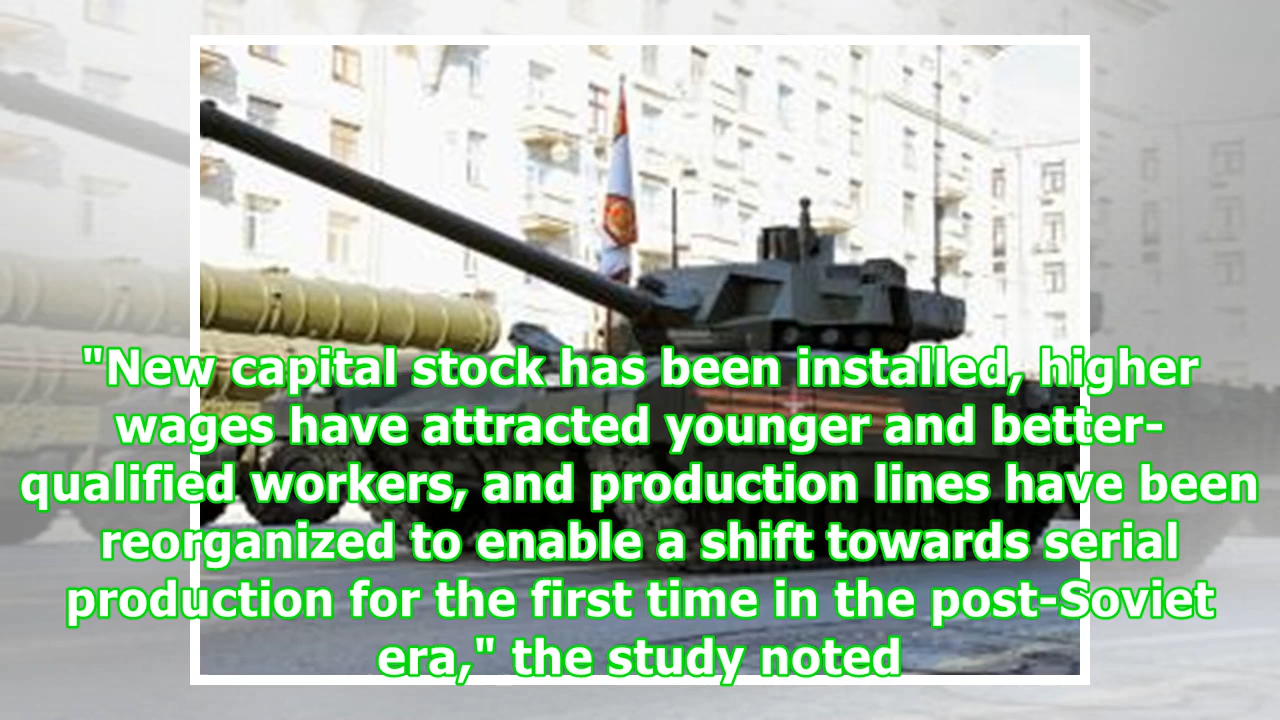 "New capital stock has been installed, higher
wages have attracted younger and better-
qualified workers, and production lines have been
reorganized to enable a shift towards serial
production for the first time in the post-Soviet
era," the study noted